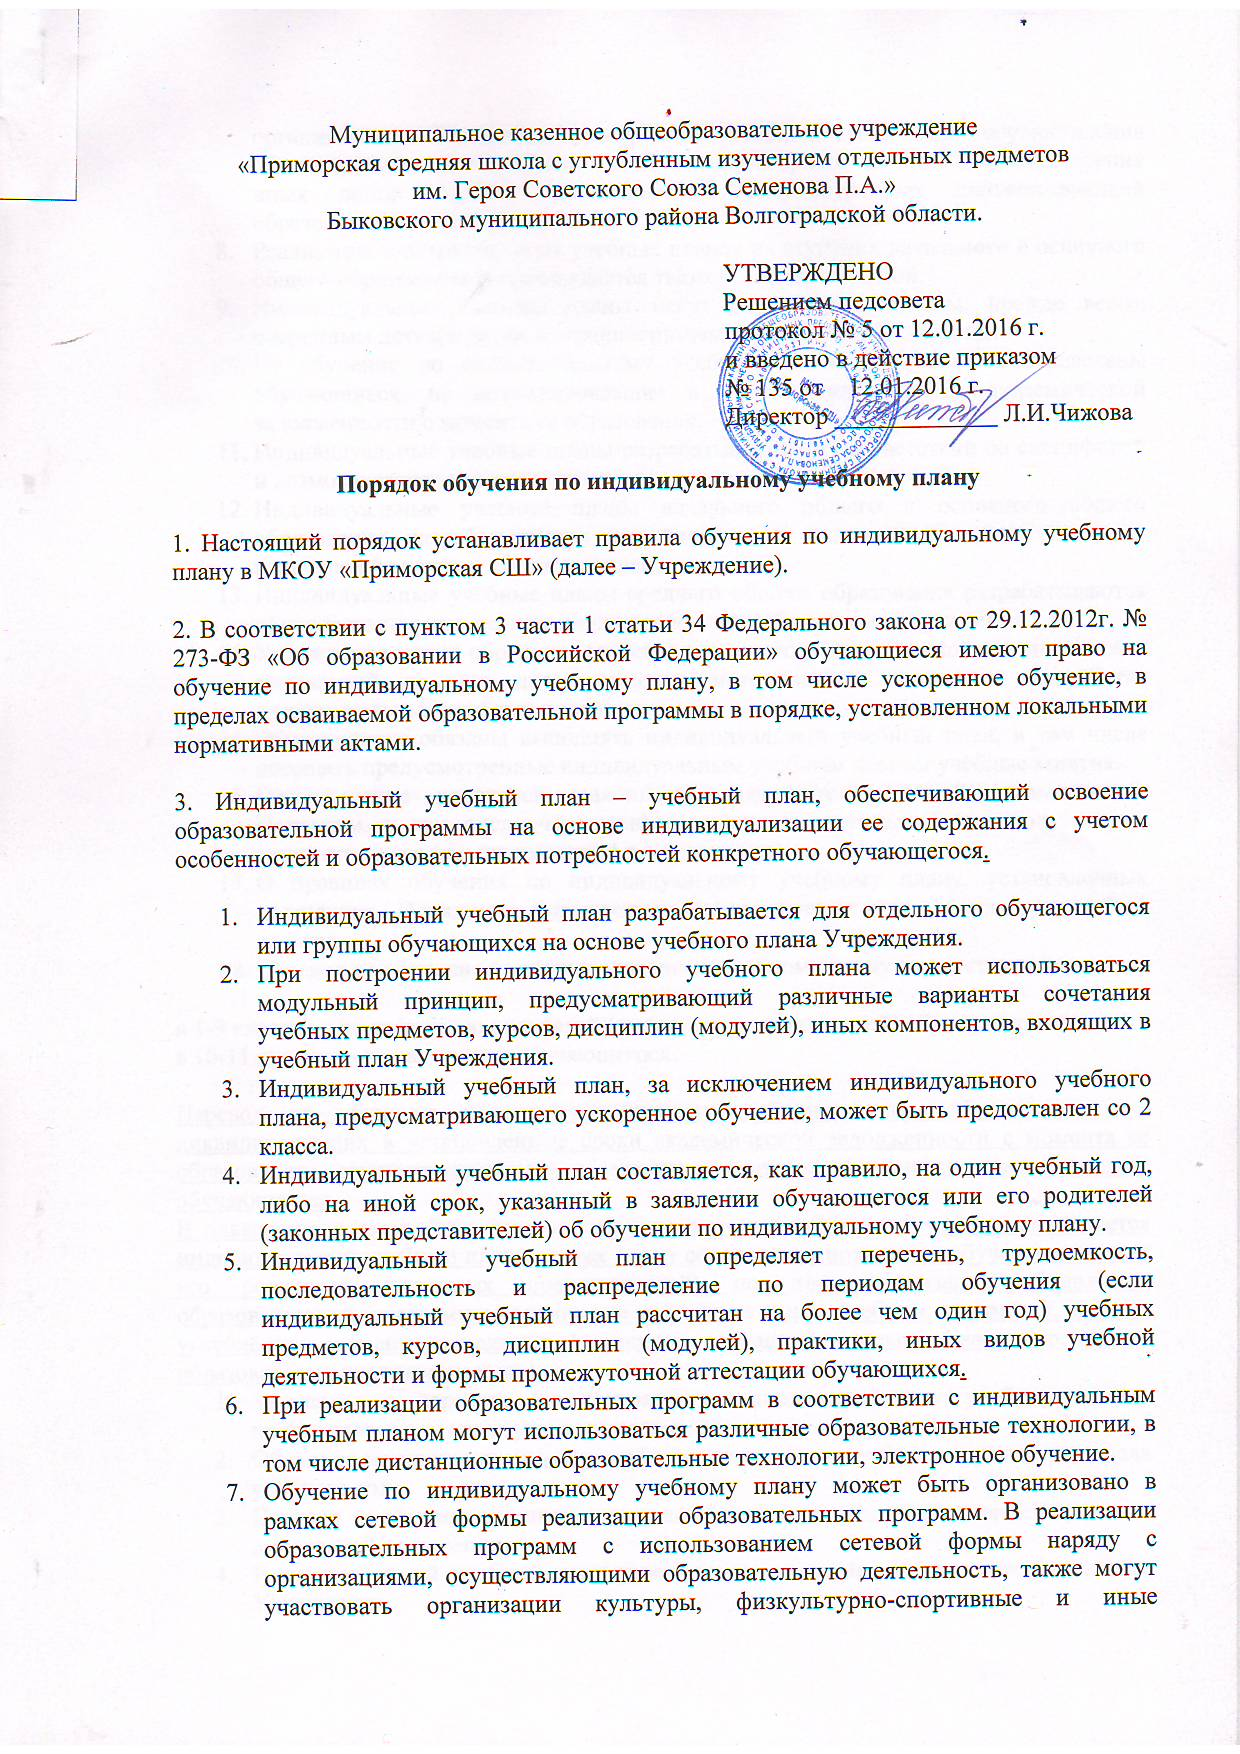 Муниципальное казенное общеобразовательное учреждение
«Приморская средняя школа с углубленным изучением отдельных предметов
им. Героя Советского Союза Семенова П.А.»
Быковского муниципального района Волгоградской области.
УТВЕРЖДЕНО
Решением педсовета
протокол № 5 от 12.01.2016 г.
и введено в действие приказом
№ 135 от 12.01.2016 г.
Директор Л.И.Чижова
Порядок обучения по индивидуальному учебному плану
1. Настоящий порядок устанавливает правила обучения по индивидуальному учебному
плану в МКОУ «Приморская СШ» (далее – Учреждение).
2. В соответствии с пунктом 3 части 1 статьи 34 Федерального закона от 29.12.2012г. №
273-ФЗ «Об образовании в Российской Федерации» обучающиеся имеют право на
обучение по индивидуальному учебному плану, в том числе ускоренное обучение, в
пределах осваиваемой образовательной программы в порядке, установленном локальными
нормативными актами.
3. Индивидуальный учебный план – учебный план, обеспечивающий освоение
образовательной программы на основе индивидуализации ее содержания с учетом
особенностей и образовательных потребностей конкретного обучающегося.
1. Индивидуальный учебный план разрабатывается для отдельного обучающегося
или группы обучающихся на основе учебного плана Учреждения.
2. При построении индивидуального учебного плана может использоваться
модульный принцип, предусматривающий различные варианты сочетания
учебных предметов, курсов, дисциплин (модулей), иных компонентов, входящих в
учебный план Учреждения.
3. Индивидуальный учебный план, за исключением индивидуального учебного
плана, предусматривающего ускоренное обучение, может быть предоставлен со 2
класса.
4. Индивидуальный учебный план составляется, как правило, на один учебный год,
либо на иной срок, указанный в заявлении обучающегося или его родителей
(законных представителей) об обучении по индивидуальному учебному плану.
5. Индивидуальный учебный план определяет перечень, трудоемкость,
последовательность и распределение по периодам обучения (если
индивидуальный учебный план рассчитан на более чем один год) учебных
предметов, курсов, дисциплин (модулей), практики, иных видов учебной
деятельности и формы промежуточной аттестации обучающихся.
6. При реализации образовательных программ в соответствии с индивидуальным
учебным планом могут использоваться различные образовательные технологии, в
том числе дистанционные образовательные технологии, электронное обучение.
7. Обучение по индивидуальному учебному плану может быть организовано в
рамках сетевой формы реализации образовательных программ. В реализации
образовательных программ с использованием сетевой формы наряду с
организациями, осуществляющими образовательную деятельность, также могут
участвовать организации культуры, физкультурно-спортивные и иные